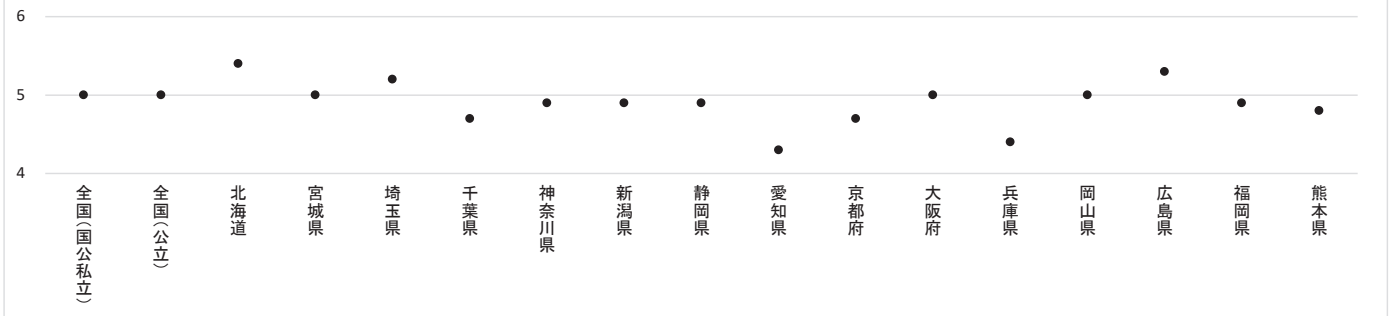 6
5
4
全国（国公私立）
全国（公立）
北海道
宮城県
埼玉県
千葉県
神奈川県
新潟県
静岡県
愛知県
京都府
大阪府
兵庫県
岡山県
広島県
福岡県
熊本県